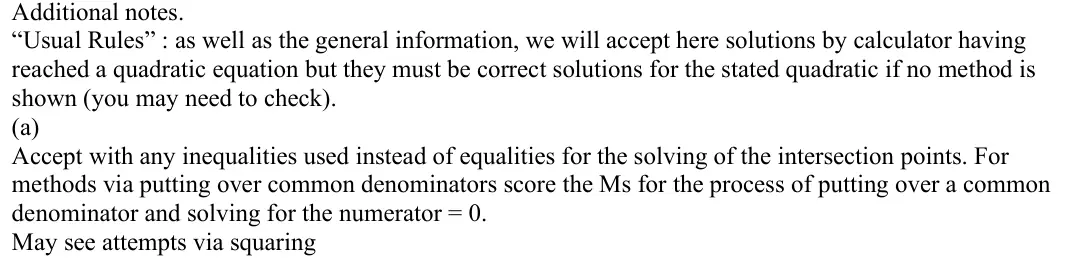 Additional notes.
“Usual Rules” : as well as the general information, we will accept here solutions by calculator having
reached a quadratic equation but they must be correct solutions for the stated quadratic if no method is
shown (you may need to check).
(a)
Accept with any inequalities used instead of equalities for the solving of the intersection points. For
methods via putting over common denominators score the Ms for the process of putting over a common
denominator and solving for the numerator = 0.
May see attempts via squaring